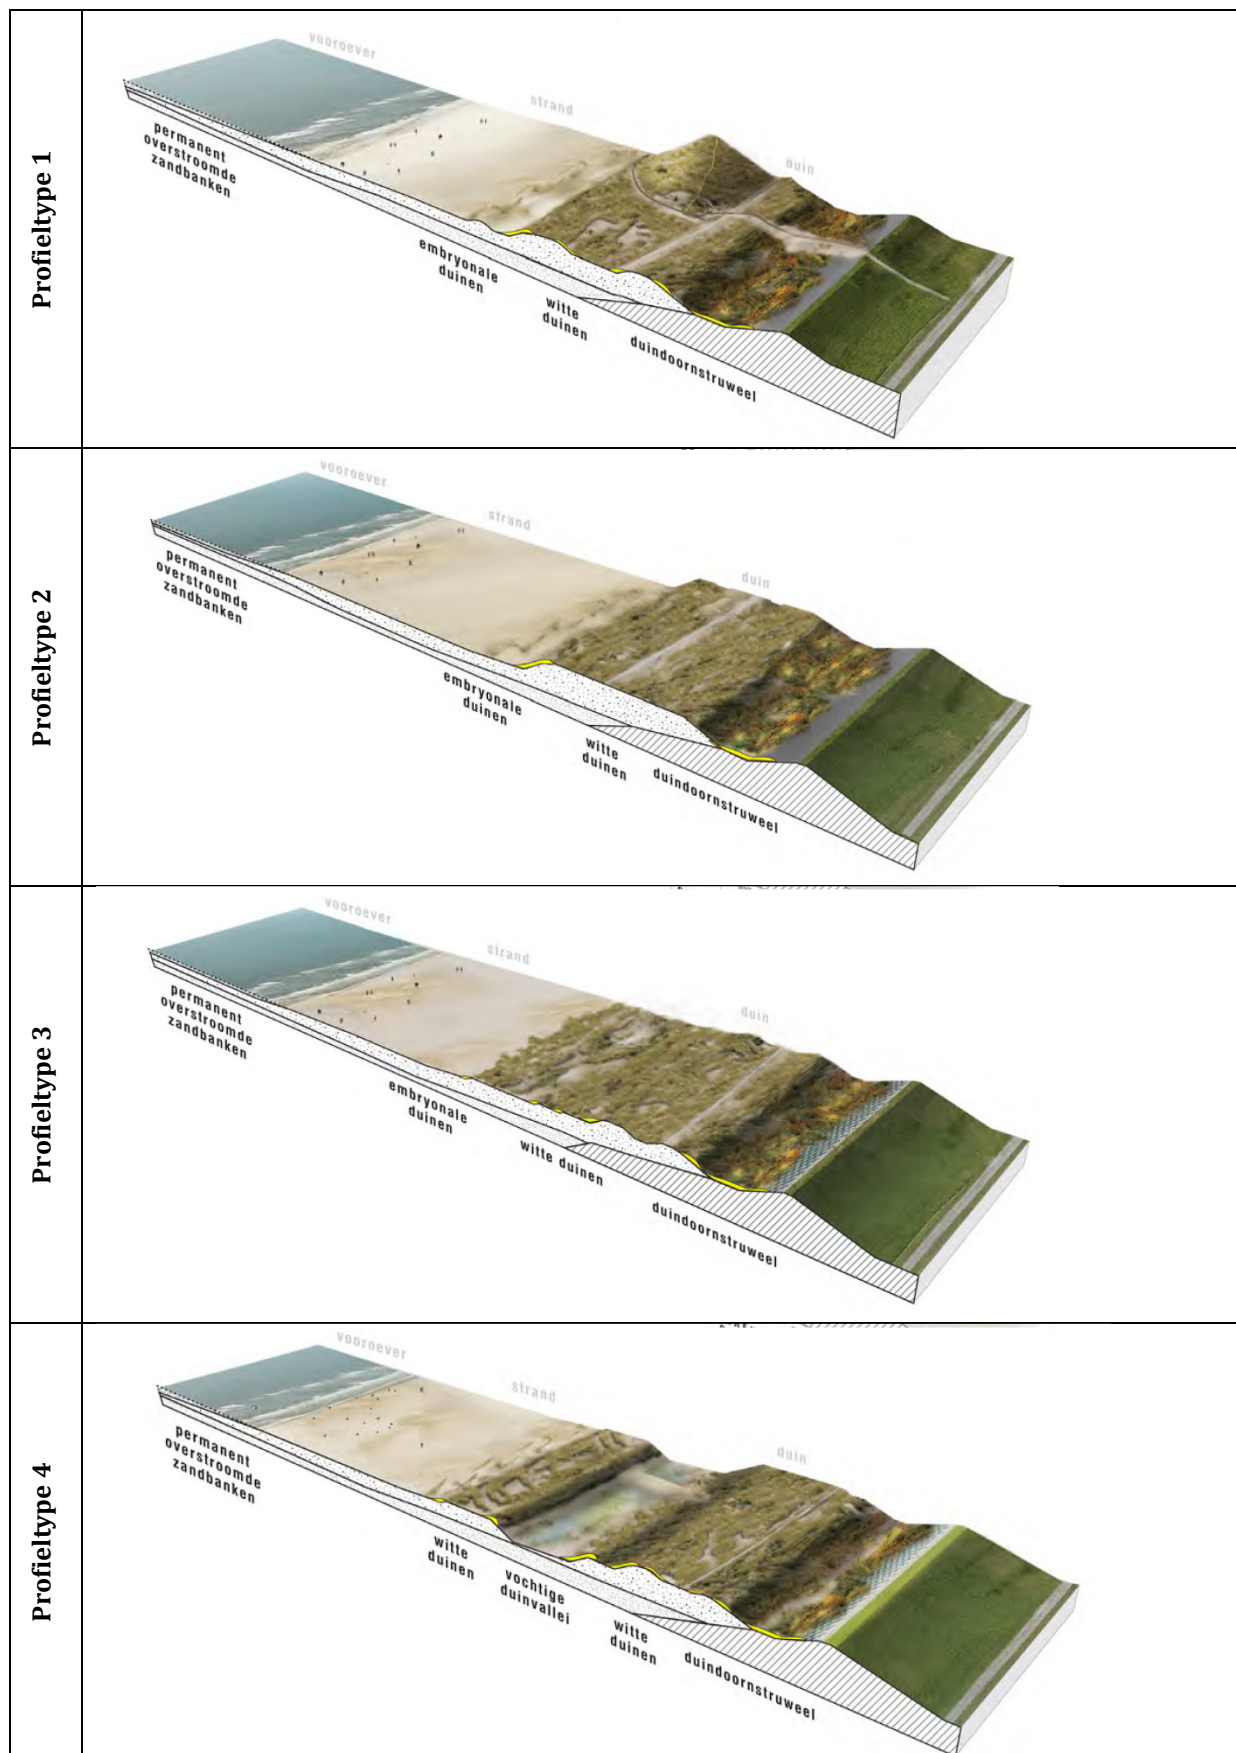 Profieltype 1
vooroever
strand
duin
permanent
overstroomde
zandbanken
embryonale
duinen
witte
duinen
duindoornstruweel
Profieltype 2
vooroever
strand
duin
permanent
overstroomde
zandbanken
embryonale
duinen
witte
duinen
duindoornstruweel
Profieltype 3
vooroever
strand
duin
permanent
overstroomde
zandbanken
embryonale
duinen
witte duinen
duindoornstruweel
Profieltype 4
vooroever
strand
duin
permanent
overstroomde
zandbanken
witte
duinen
vochtige
duinvallei
witte
duinen
duindoornstruweel